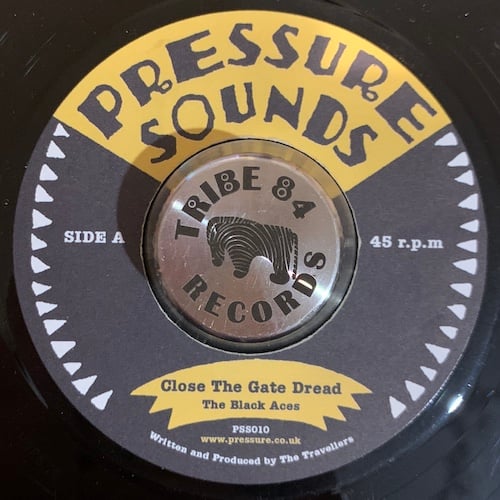 PRESSURE
SOUNDS
TRIBE 84
RECORDS
SIDE A
45 r.p.m
Close The Gate Dread
The Black Aces
PSS010
www.pressure.co.uk
Written and Produced by The Travellers